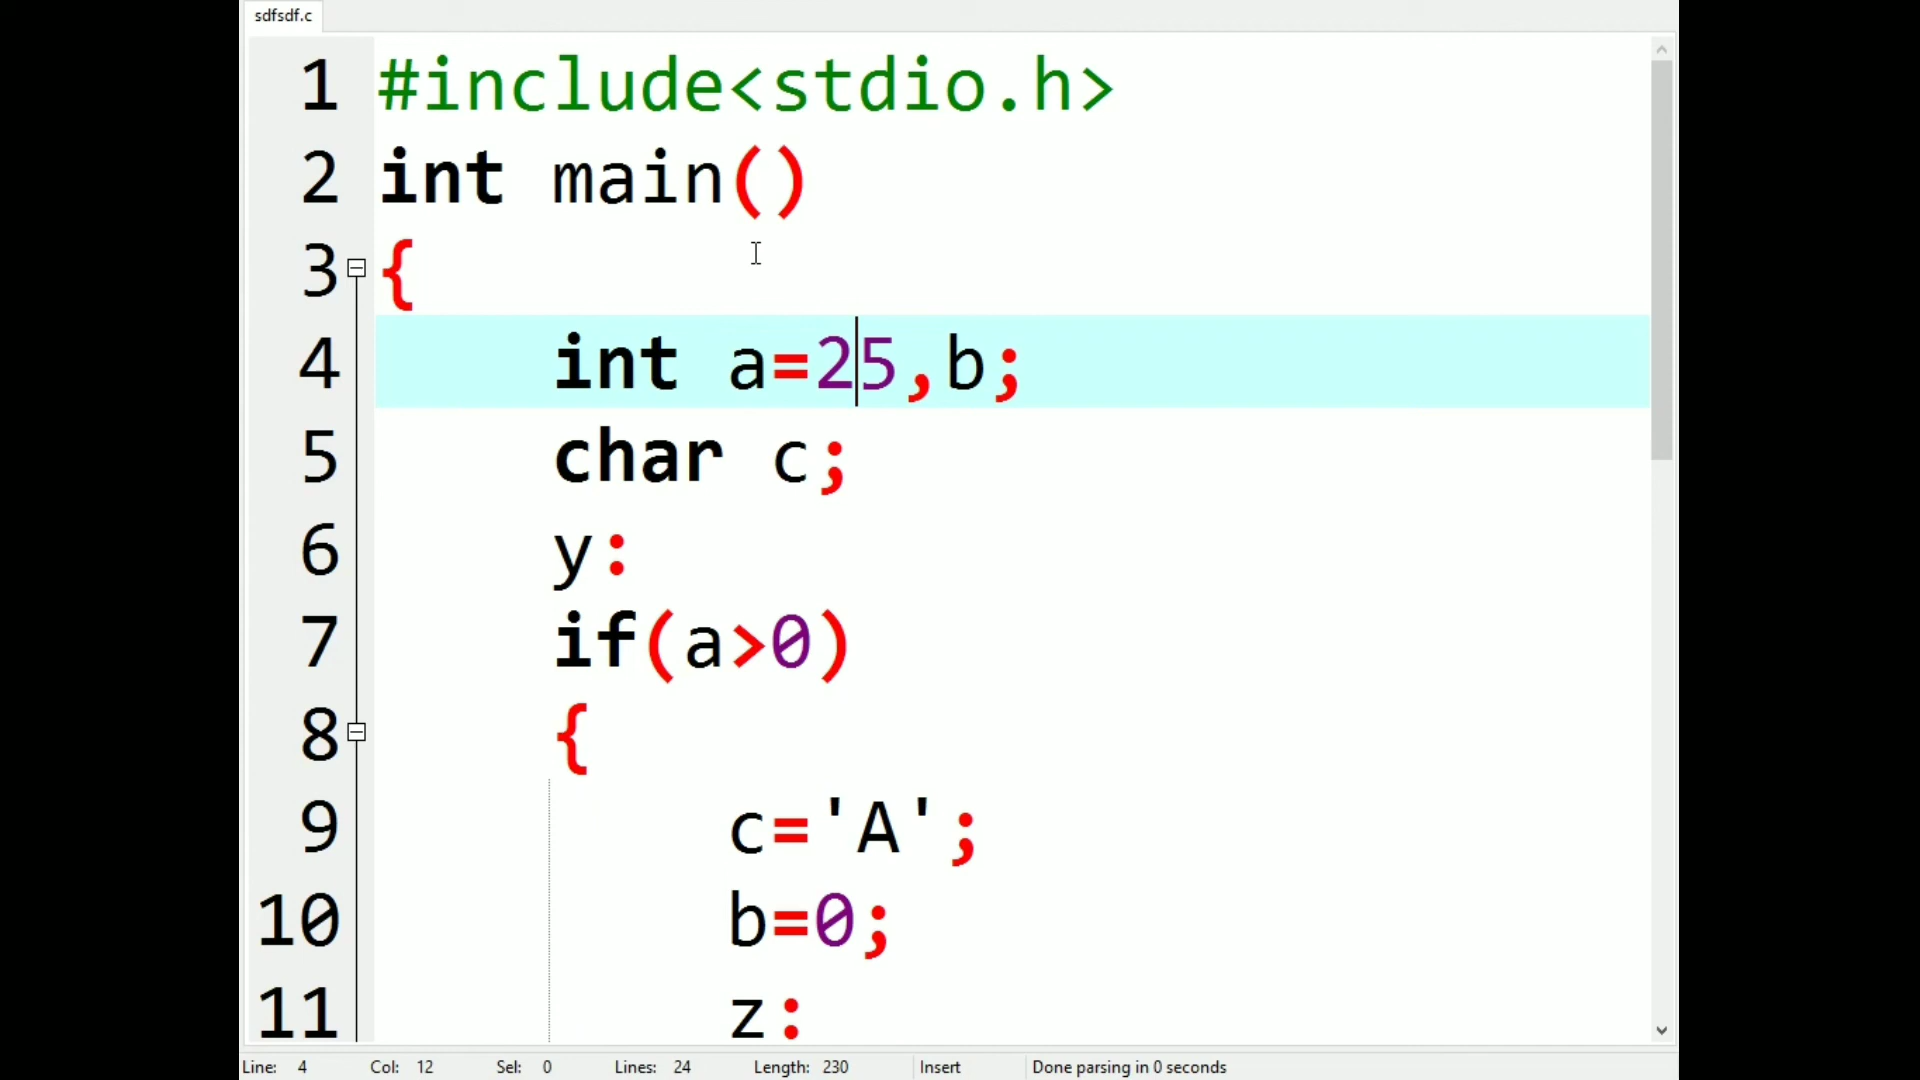 sdfsdf.c
1 #include<stdio.h>
2 int main()
3 {
4 int a=25,b;
5 char c;
6 y:
7 if(a>0)
8 {
9 c='A';
10 b=0;
11 z:
Line: 4 Col: 12 Sel: 0 Lines: 24 Length: 230 Insert Done parsing in 0 seconds